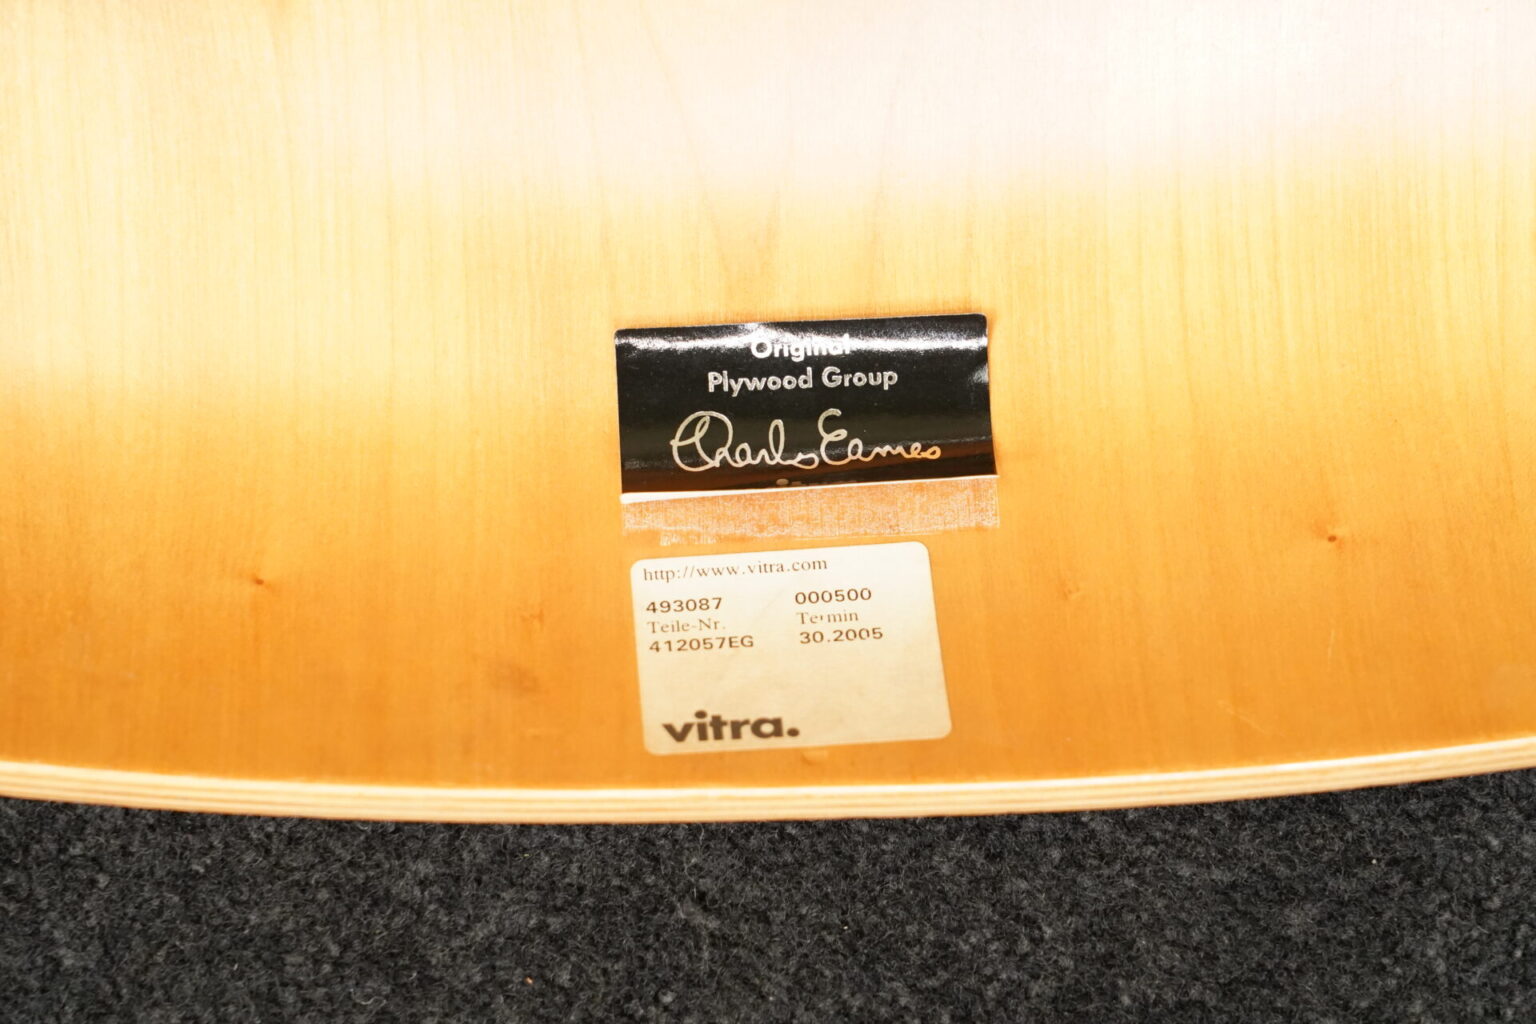 Original
Plywood Group
Charles Eames
http://www.vitra.com
493087 000500
Teile-Nr. Termin
412057EG 30.2005
vitra.